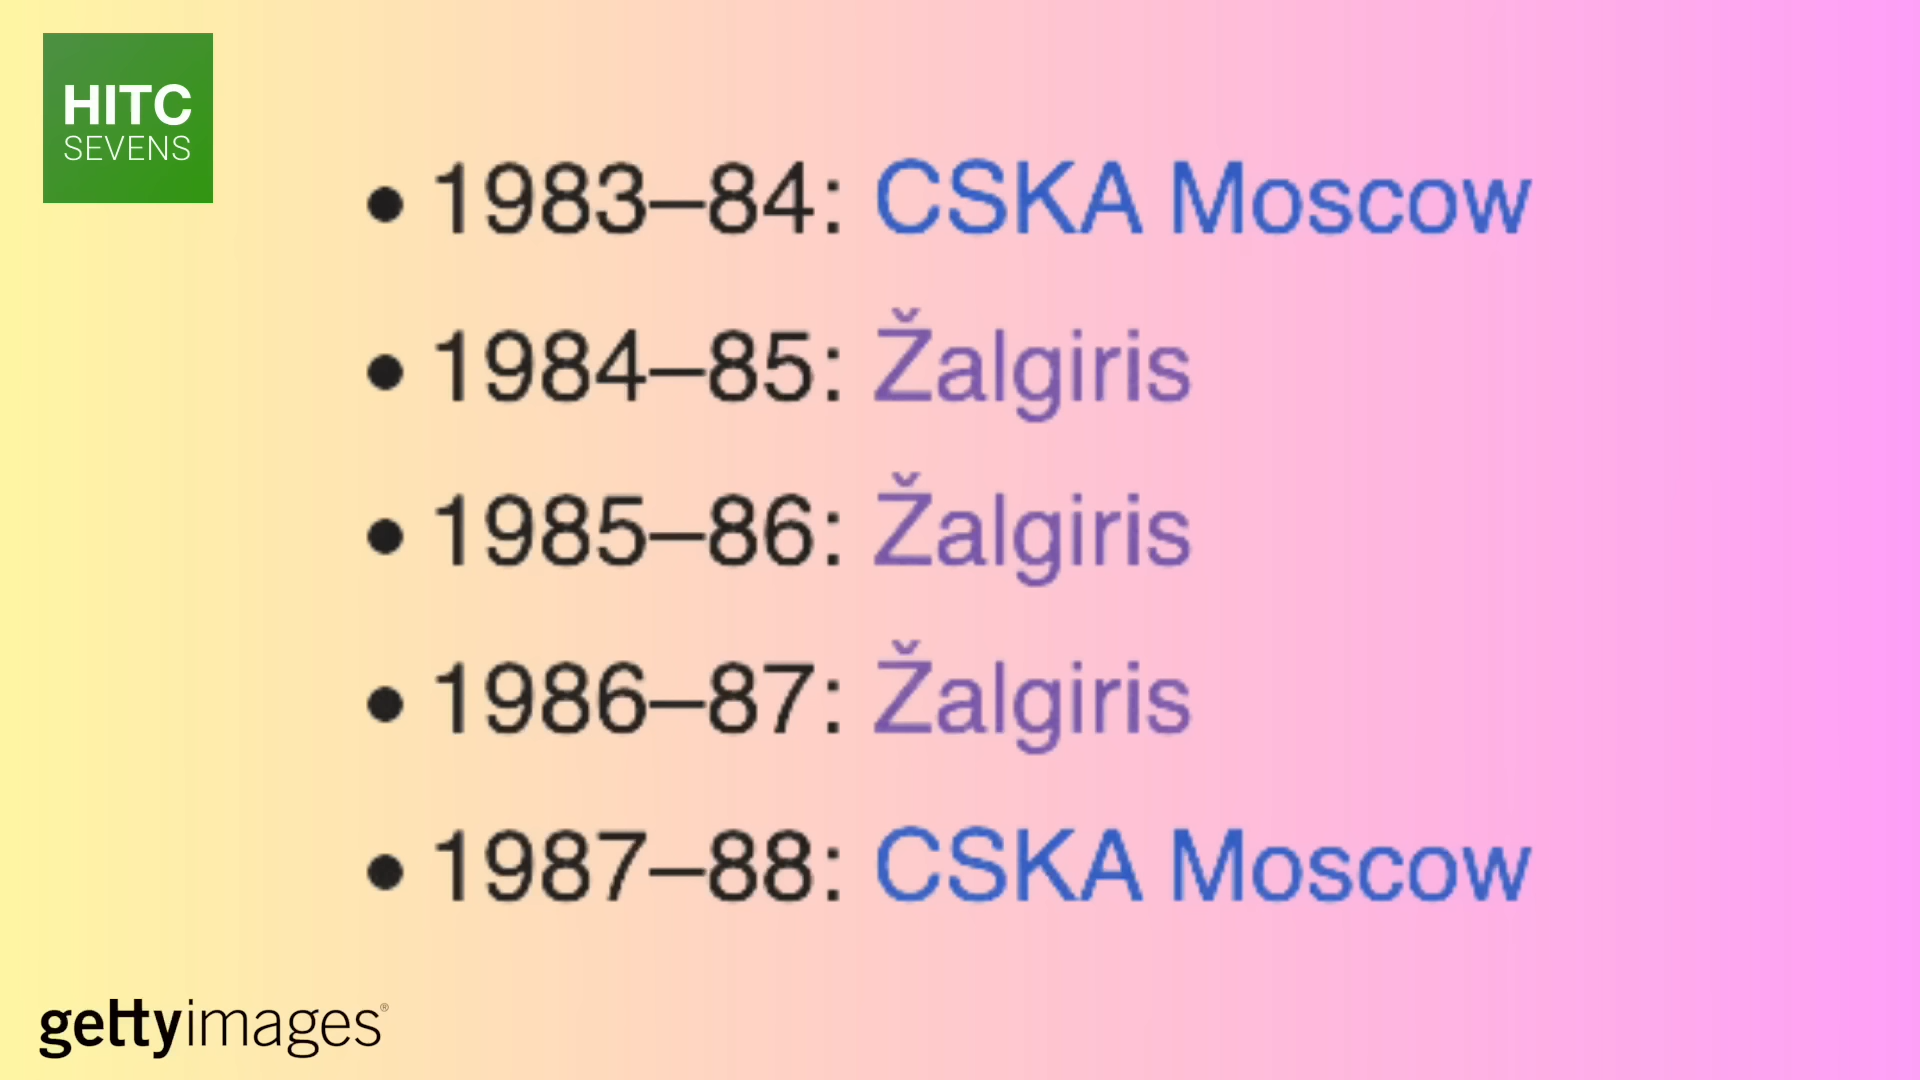 HITC
SEVENS
• 1983–84: CSKA Moscow
• 1984–85: Žalgiris
• 1985–86: Žalgiris
• 1986–87: Žalgiris
• 1987–88: CSKA Moscow
gettyimages®